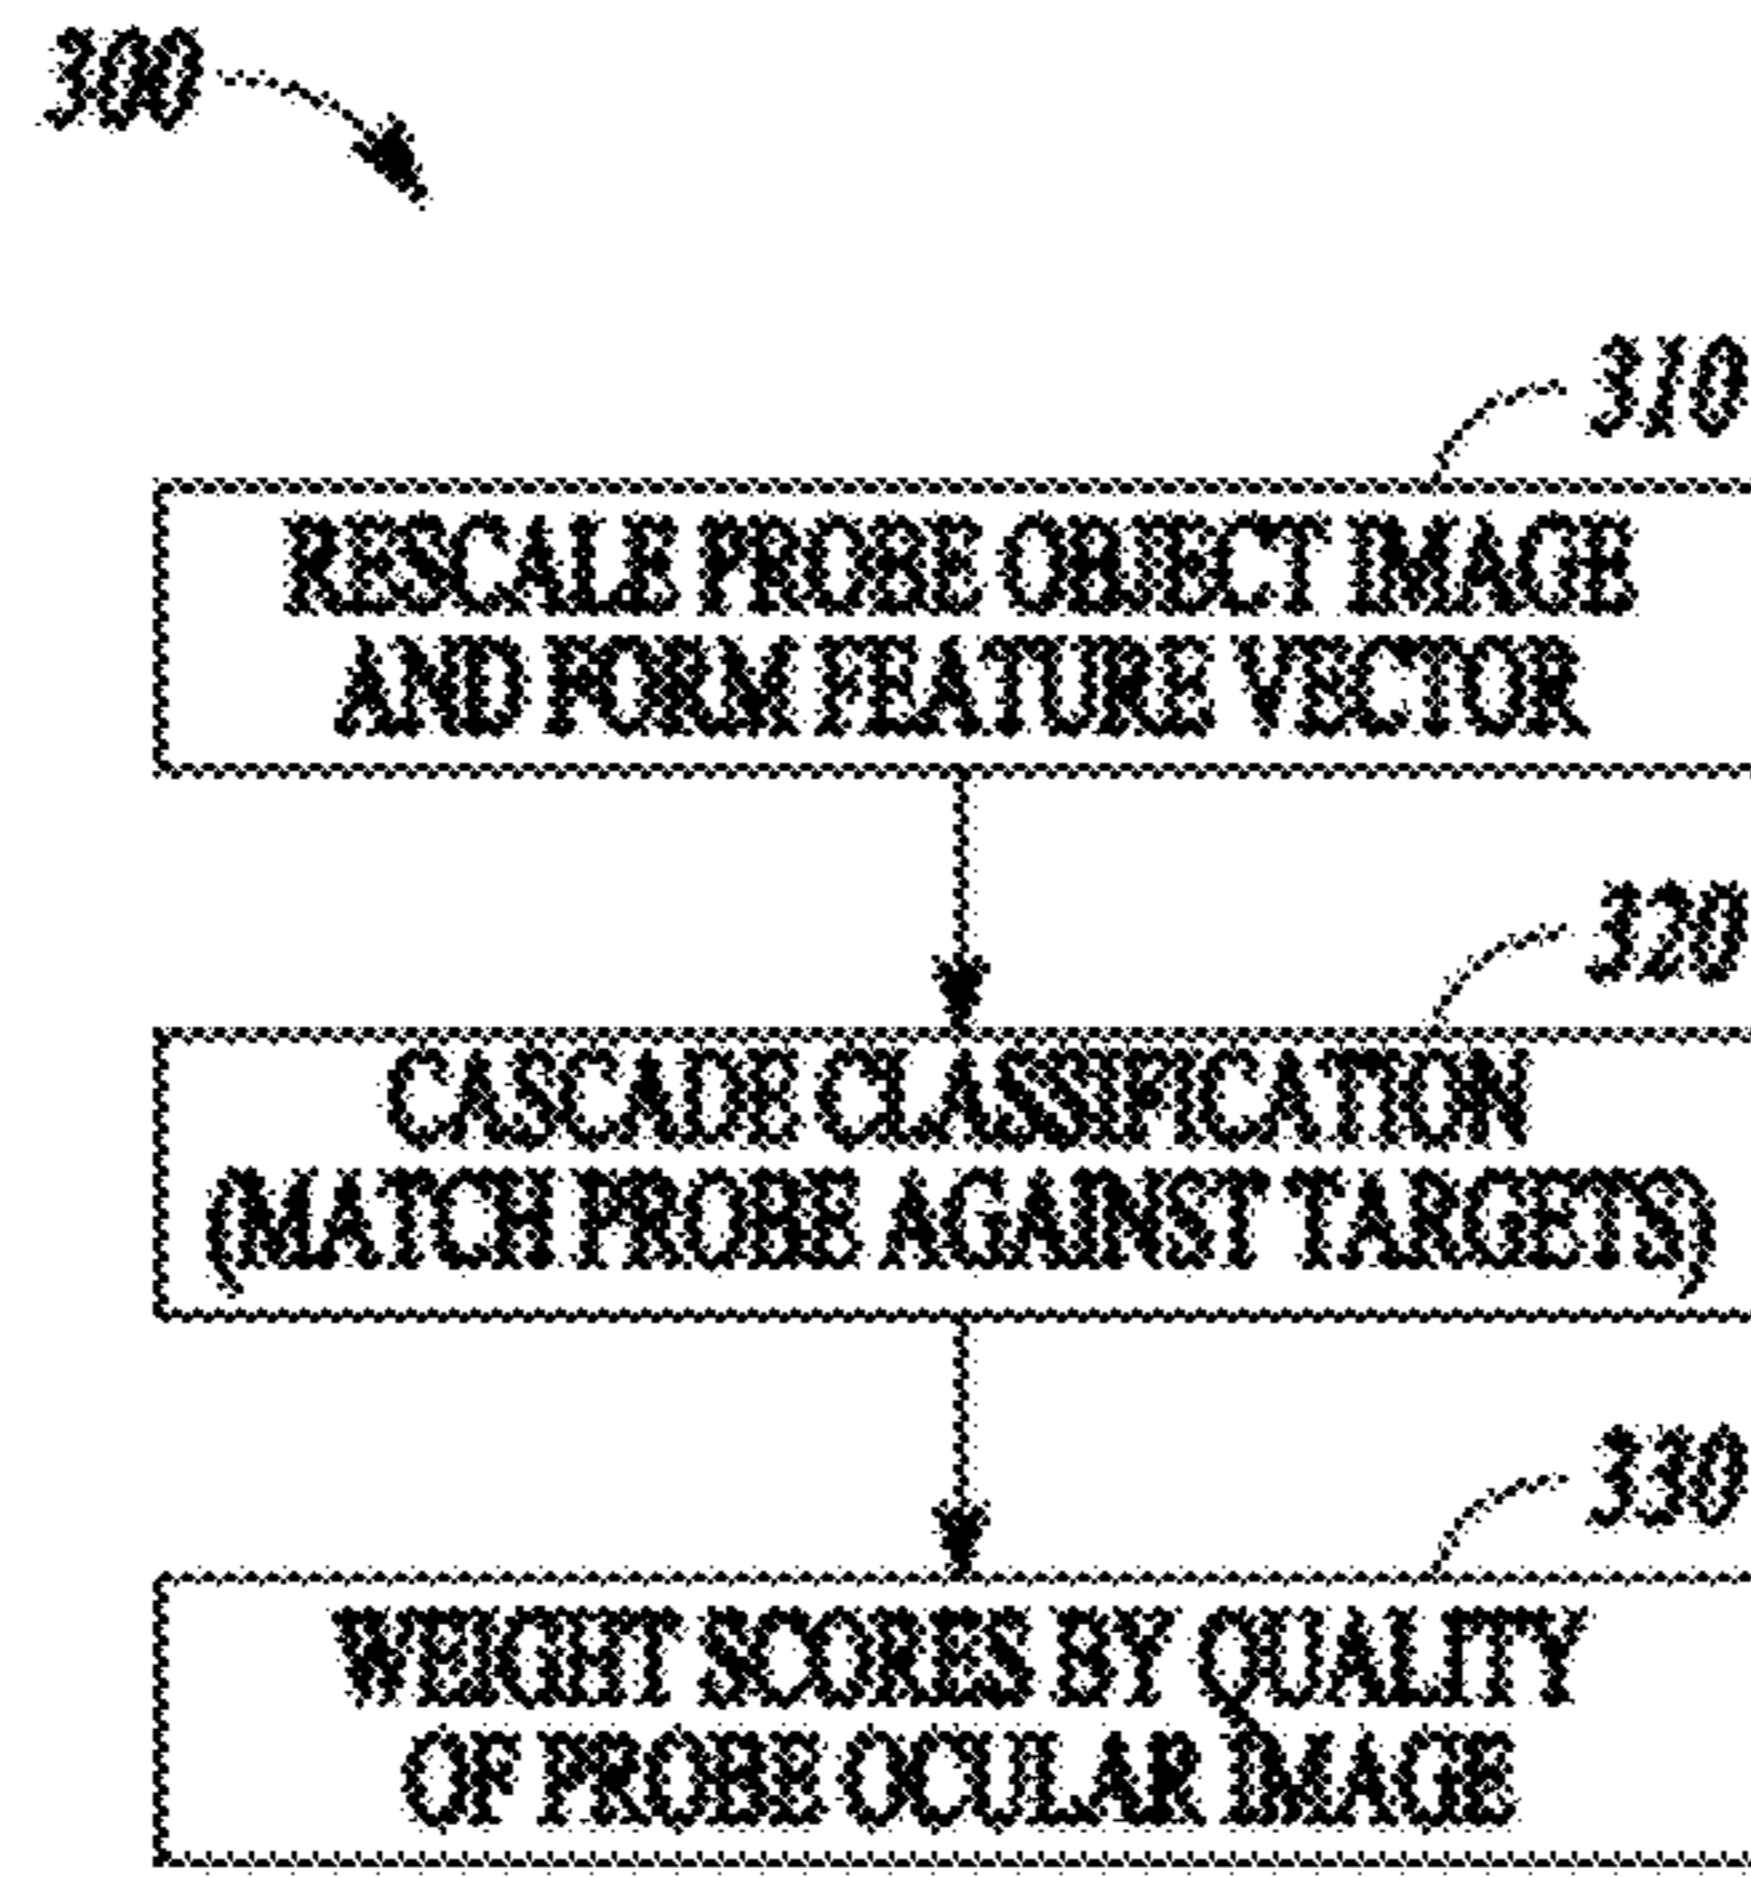 300
310
RESCALE PROBE OBJECT IMAGE
AND FORM FEATURE VECTOR
320
CASCADE CLASSIFICATION
(MATCH PROBE AGAINST TARGETS)
330
WEIGHT SCORES BY QUALITY
OF PROBE OCULAR IMAGE